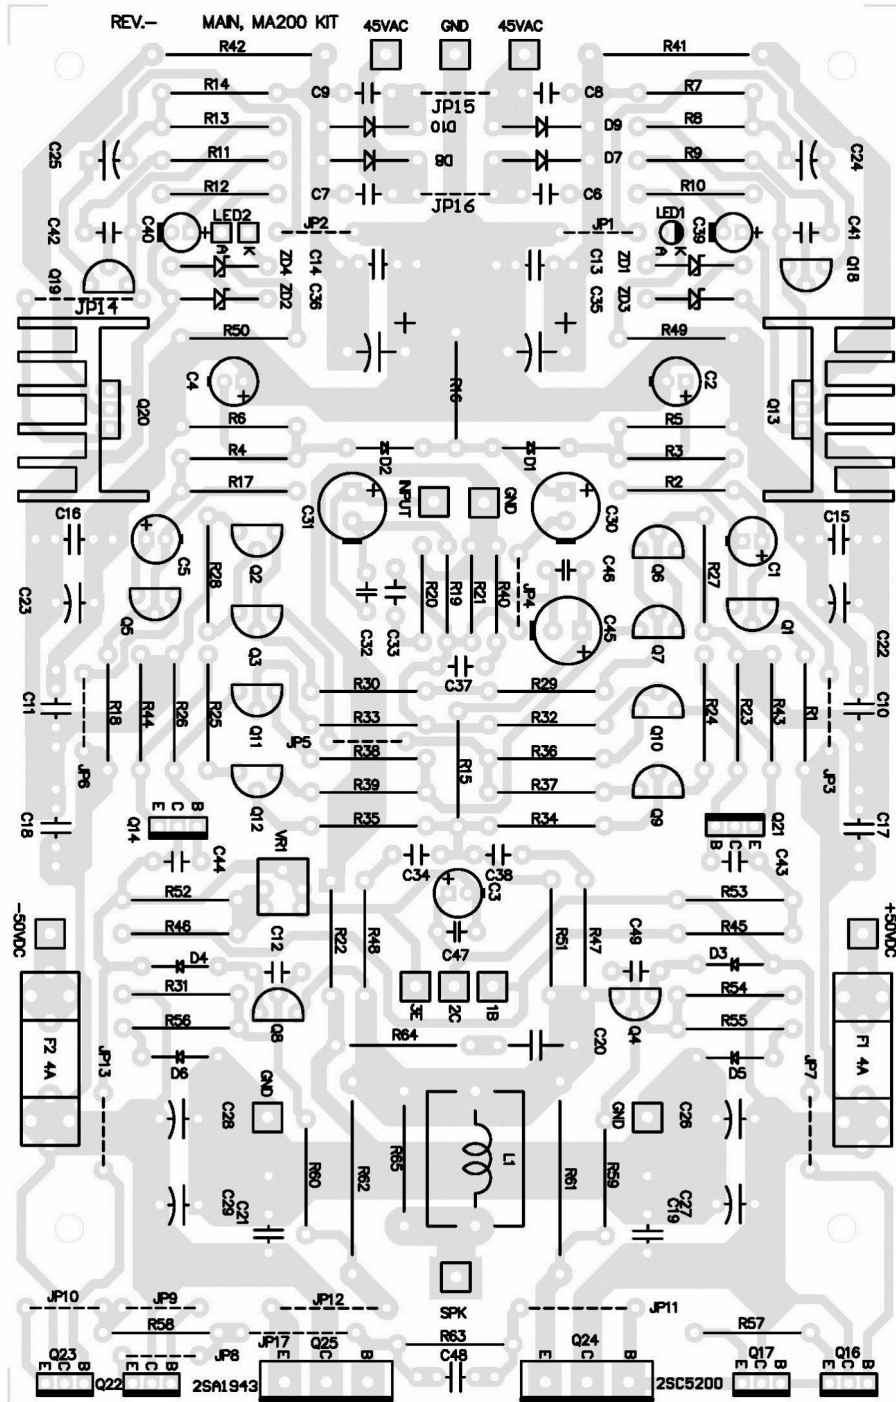 REV.- MAIN, MA200 KIT 45VAC GND 45VAC
R42 R41
R14 C9 JP15 C8 R7
R13 D10 D9 R8
C25 R11 D8 D7 R9 C24
R12 C7 JP16 C6 R10
C42 C40 LED2 JP2 JP1 LED1 C39 C41
A K A K
Q19 ZD4 C14 C13 ZD1 Q18
JP14 ZD2 C36 C35 ZD3
+ +
R50 R49
C4 R16 C2
Q20 Q13
R6 R5
R4 D2 D1 R3
R17 R2
C31 INPUT GND C30
C16 C15
C5 R28 Q2 Q6 R27 C1
C23 Q5 C32 C33 R20 R19 R21 R40 JP4 C46 C45 Q1 C22
Q3 Q7
C37
R30 R29
C11 R18 R44 R26 R25 Q11 R33 R32 Q10 R24 R23 R43 R1 C10
JP5
JP6 R38 R15 R36 JP3
R39 R37
C18 Q14 E C B Q12 R35 R34 Q9 Q21 C17
B C E
C44 VR1 C34 C38 C43
R52 C3 R53
-50VDC R46 C12 R22 R48 C47 R51 R47 C49 R45 +50VDC
D4 D3
R31 3E 2C 1B R54
R56 Q8 Q4 R55
F2 4A JP13 R64 C20 JP7 F1 4A
D6 D5
GND GND
C28 C26
R60 R62 R65 L1 R61 R59
C29 C21 C19 C27
SPK
JP10 JP9 JP12 JP11
R58 JP17 R63 R57
Q23 JP8 Q25 Q24 Q17 Q16
E C B Q22 E C B 2SA1943 E C B C48 E C B 2SC5200 E C B E C B